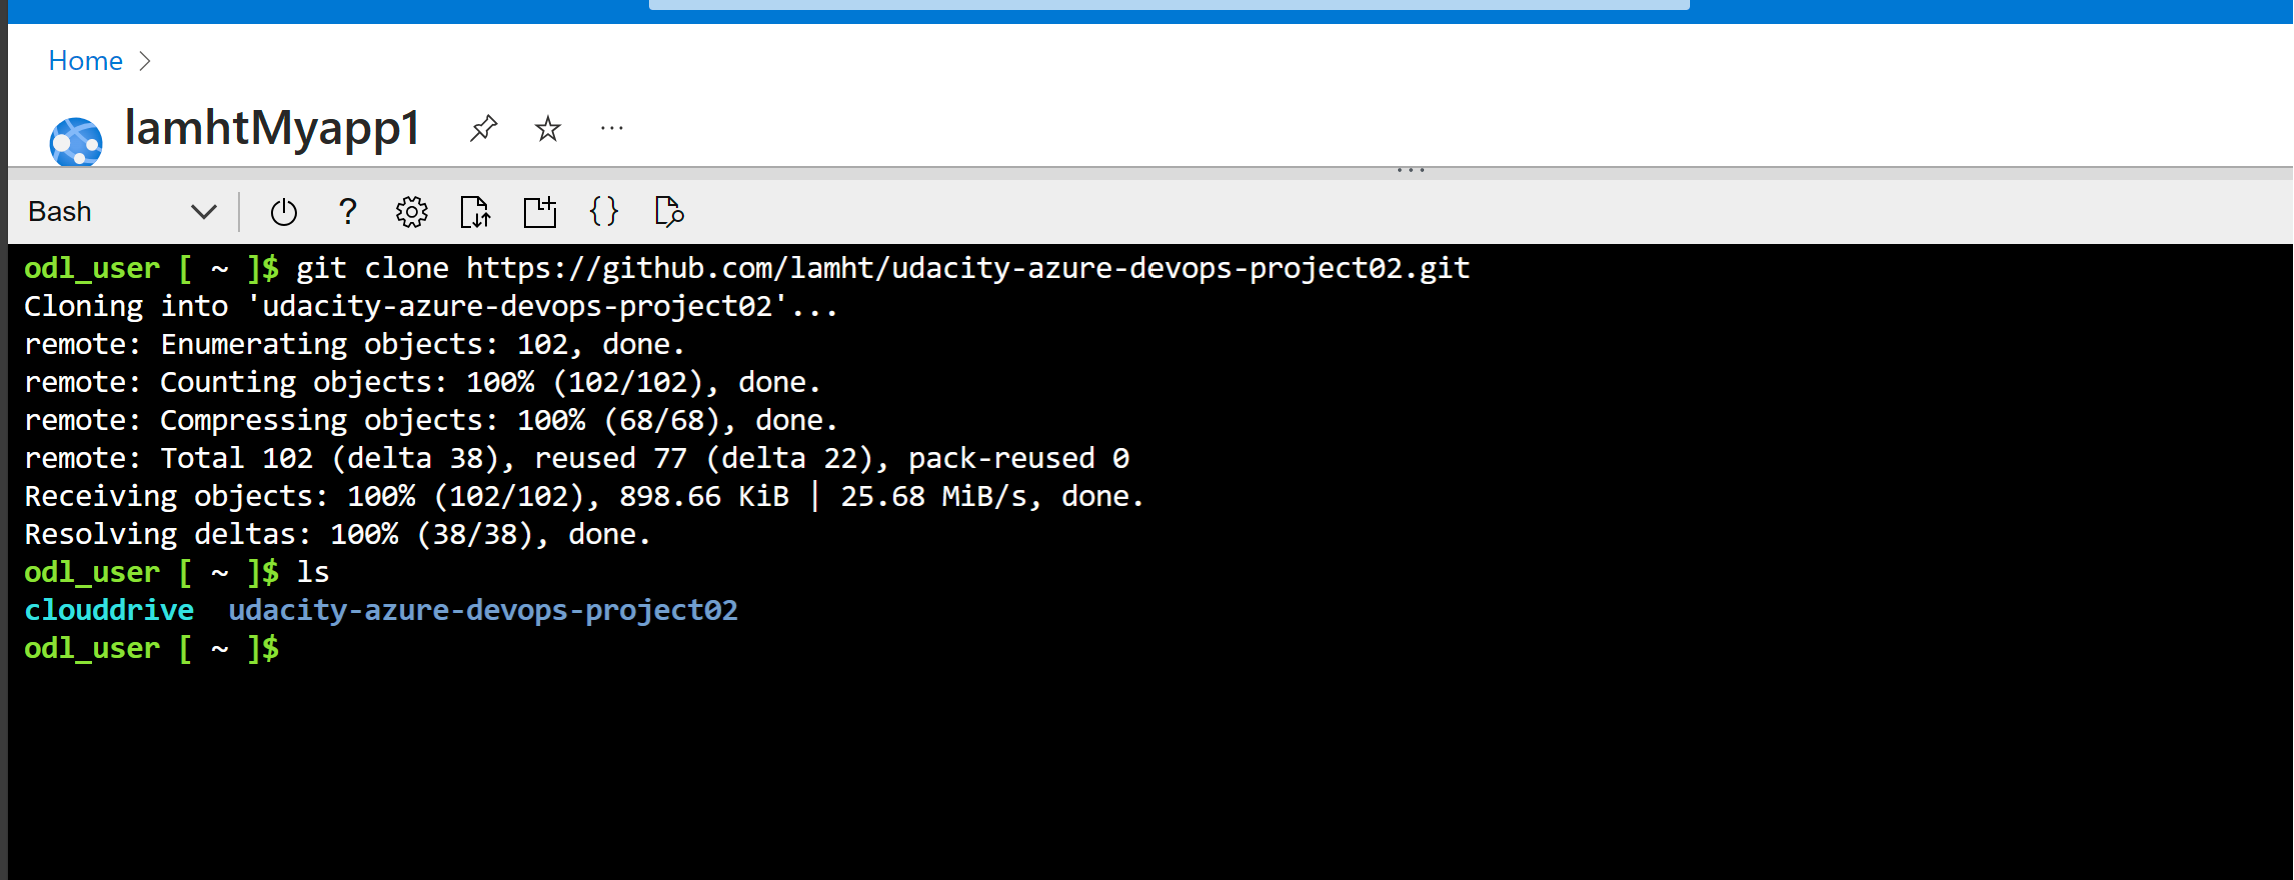 Home >
lamhtMyapp1 ...
Bash ?
odl_user [ ~ ]$ git clone https://github.com/lamht/udacity-azure-devops-project02.git
Cloning into 'udacity-azure-devops-project02'...
remote: Enumerating objects: 102, done.
remote: Counting objects: 100% (102/102), done.
remote: Compressing objects: 100% (68/68), done.
remote: Total 102 (delta 38), reused 77 (delta 22), pack-reused 0
Receiving objects: 100% (102/102), 898.66 KiB | 25.68 MiB/s, done.
Resolving deltas: 100% (38/38), done.
odl_user [ ~ ]$ ls
clouddrive  udacity-azure-devops-project02
odl_user [ ~ ]$